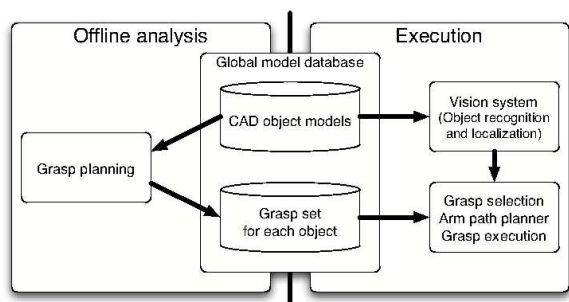 Offline analysis
Execution
Global model database
CAD object models
Vision system
(Object recognition
and localization)
Grasp planning
Grasp set
for each object
Grasp selection
Arm path planner
Grasp execution